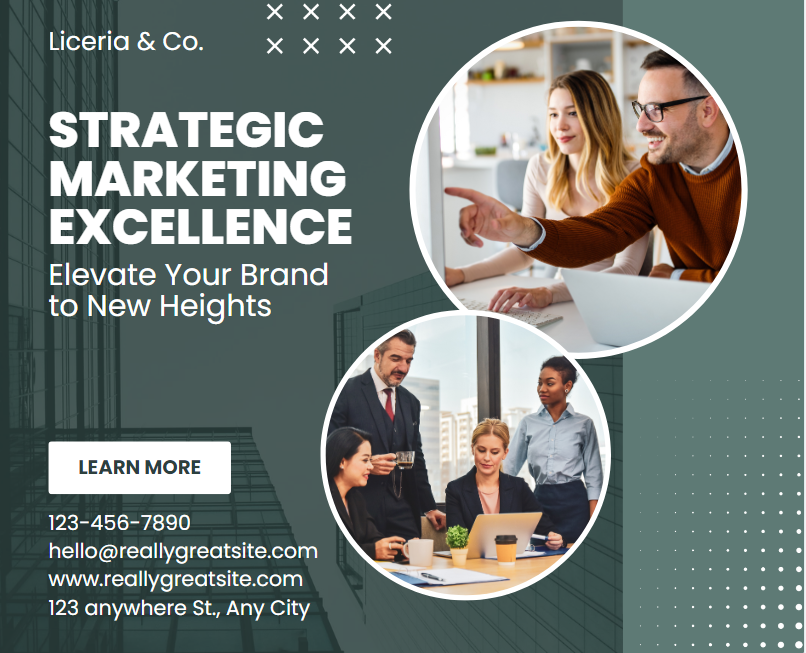 Liceria & Co.
STRATEGIC
MARKETING
EXCELLENCE
Elevate Your Brand
to New Heights
LEARN MORE
123-456-7890
hello@reallygreatsite.com
www.reallygreatsite.com
123 anywhere St., Any City